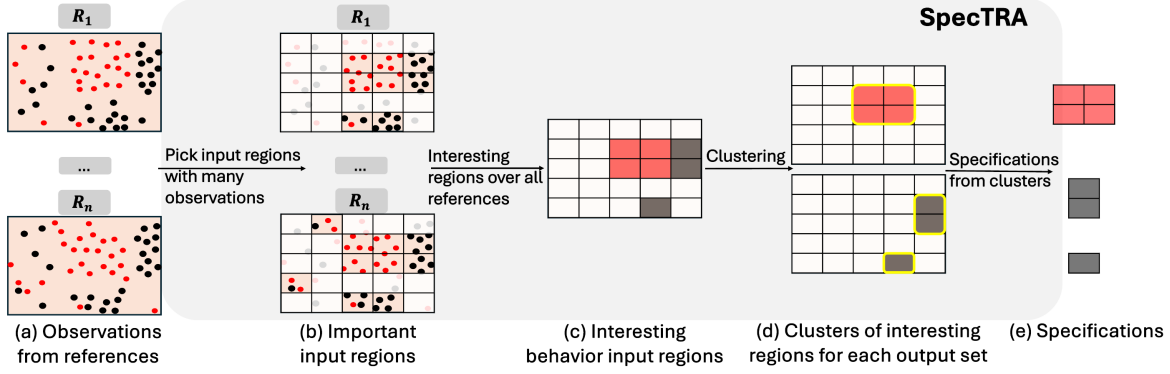 SpecTRA
R₁
R₁
...
...
Rₙ
Rₙ
Pick input regions
with many
observations
Interesting
regions over all
references
Clustering
Specifications
from clusters
(a) Observations
from references
(b) Important
input regions
(c) Interesting
behavior input regions
(d) Clusters of interesting
regions for each output set
(e) Specifications